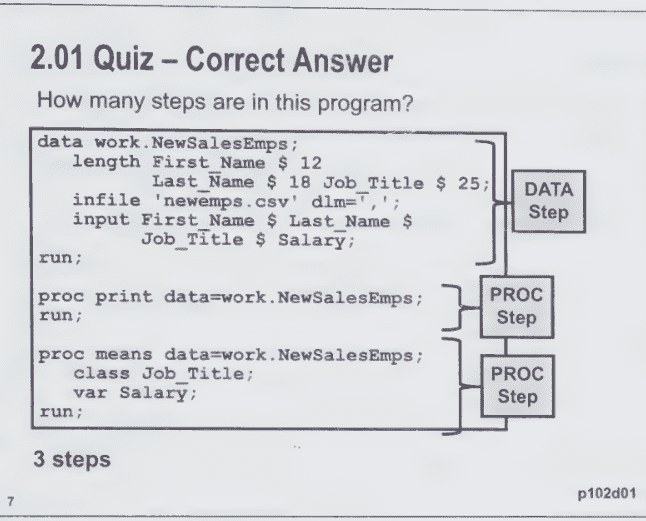 2.01 Quiz – Correct Answer
How many steps are in this program?
data work.NewSalesEmps;
length First_Name $ 12
Last_Name $ 18 Job_Title $ 25;
infile 'newemps.csv' dlm=',';
input First_Name $ Last_Name $
Job_Title $ Salary;
run;
DATA
Step
proc print data=work.NewSalesEmps;
run;
PROC
Step
proc means data=work.NewSalesEmps;
class Job_Title;
var Salary;
run;
PROC
Step
3 steps
7
p102d01